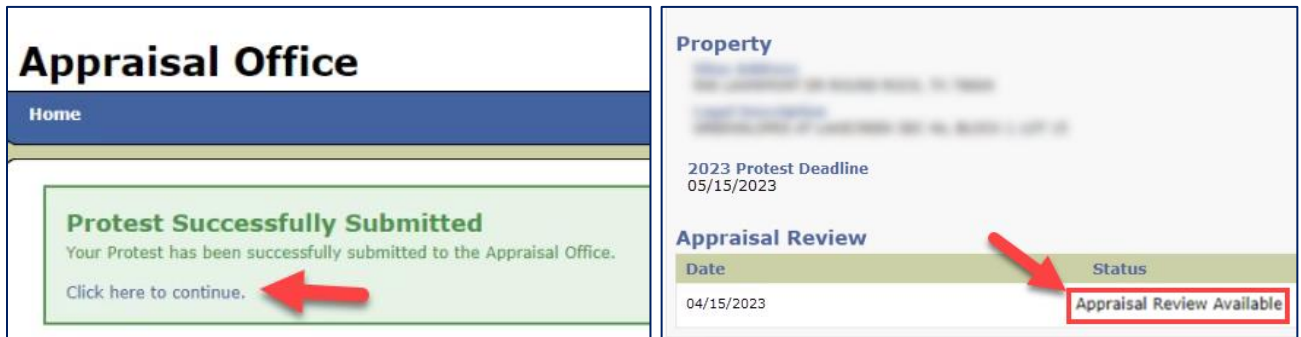 Appraisal Office
Home
Protest Successfully Submitted
Your Protest has been successfully submitted to the Appraisal Office.
Click here to continue.
Property
2023 Protest Deadline
05/15/2023
Appraisal Review
Date Status
04/15/2023 Appraisal Review Available